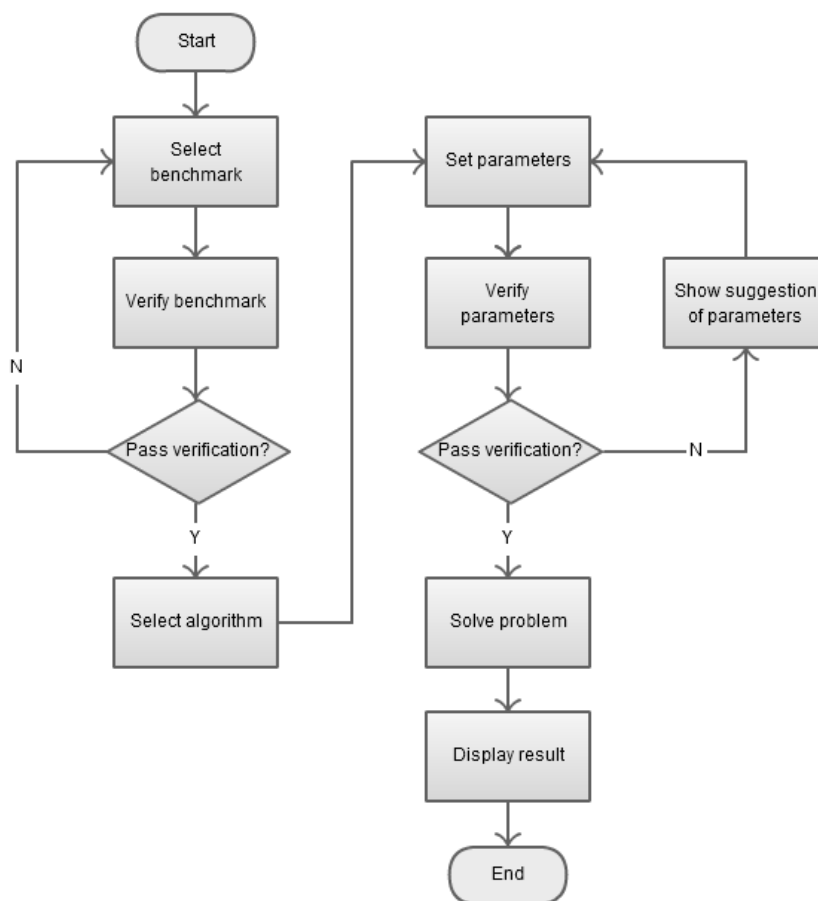 Start
Select
benchmark
Verify benchmark
N
Pass verification?
Y
Select algorithm
Set parameters
Verify
parameters
Show suggestion
of parameters
Pass verification?
N
Y
Solve problem
Display result
End